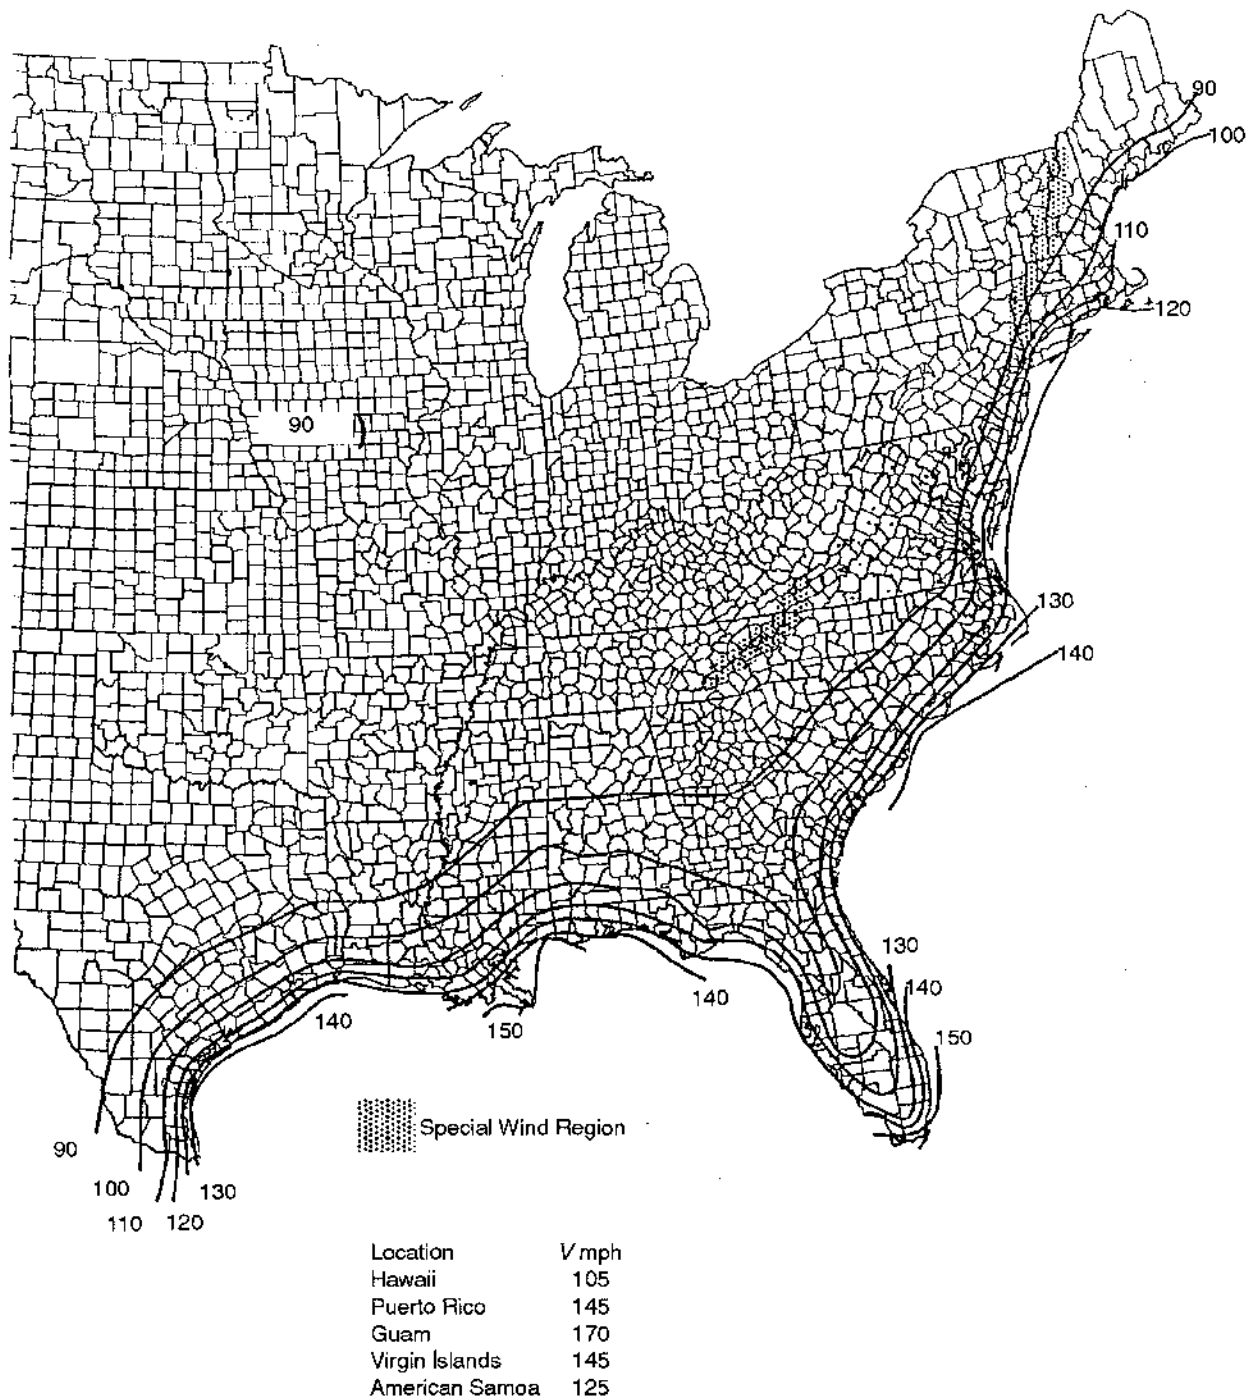 90
100
110
120
90
130
140
130
140
140
150
140
150
90
100
130
110
120
Special Wind Region
Location V mph
Hawaii 105
Puerto Rico 145
Guam 170
Virgin Islands 145
American Samoa 125